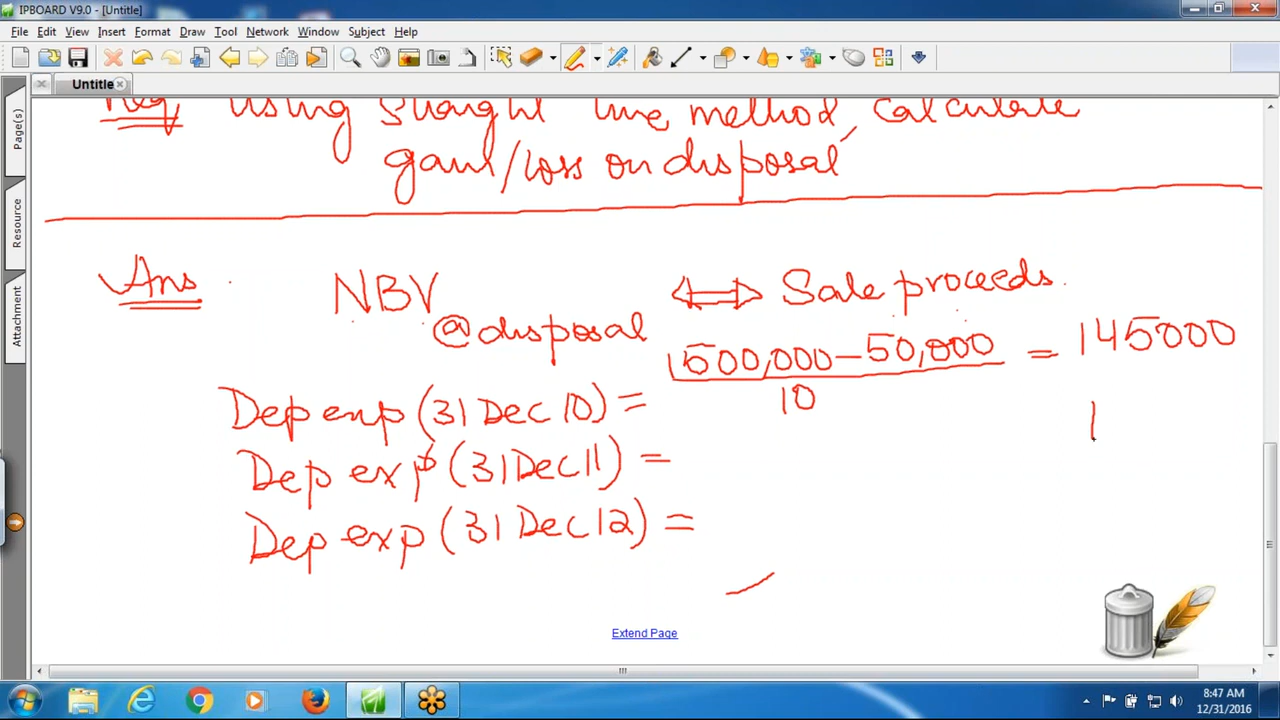 IPBOARD V9.0 - [Untitle]
File Edit View Insert Format Draw Tool Network Window Subject Help
Untitle
Page(s)
Resource
Attachment
Req Using Straight line method, calculate
gain/loss on disposal
Ans NBV ⟺ Sale proceeds.
@disposal
1500,000 – 50,000 = 145000
10
Dep exp (31 Dec 10) =
Dep exp (31 Dec 11) =
Dep exp (31 Dec 12) =
1
Extend Page
8:47 AM
12/31/2016